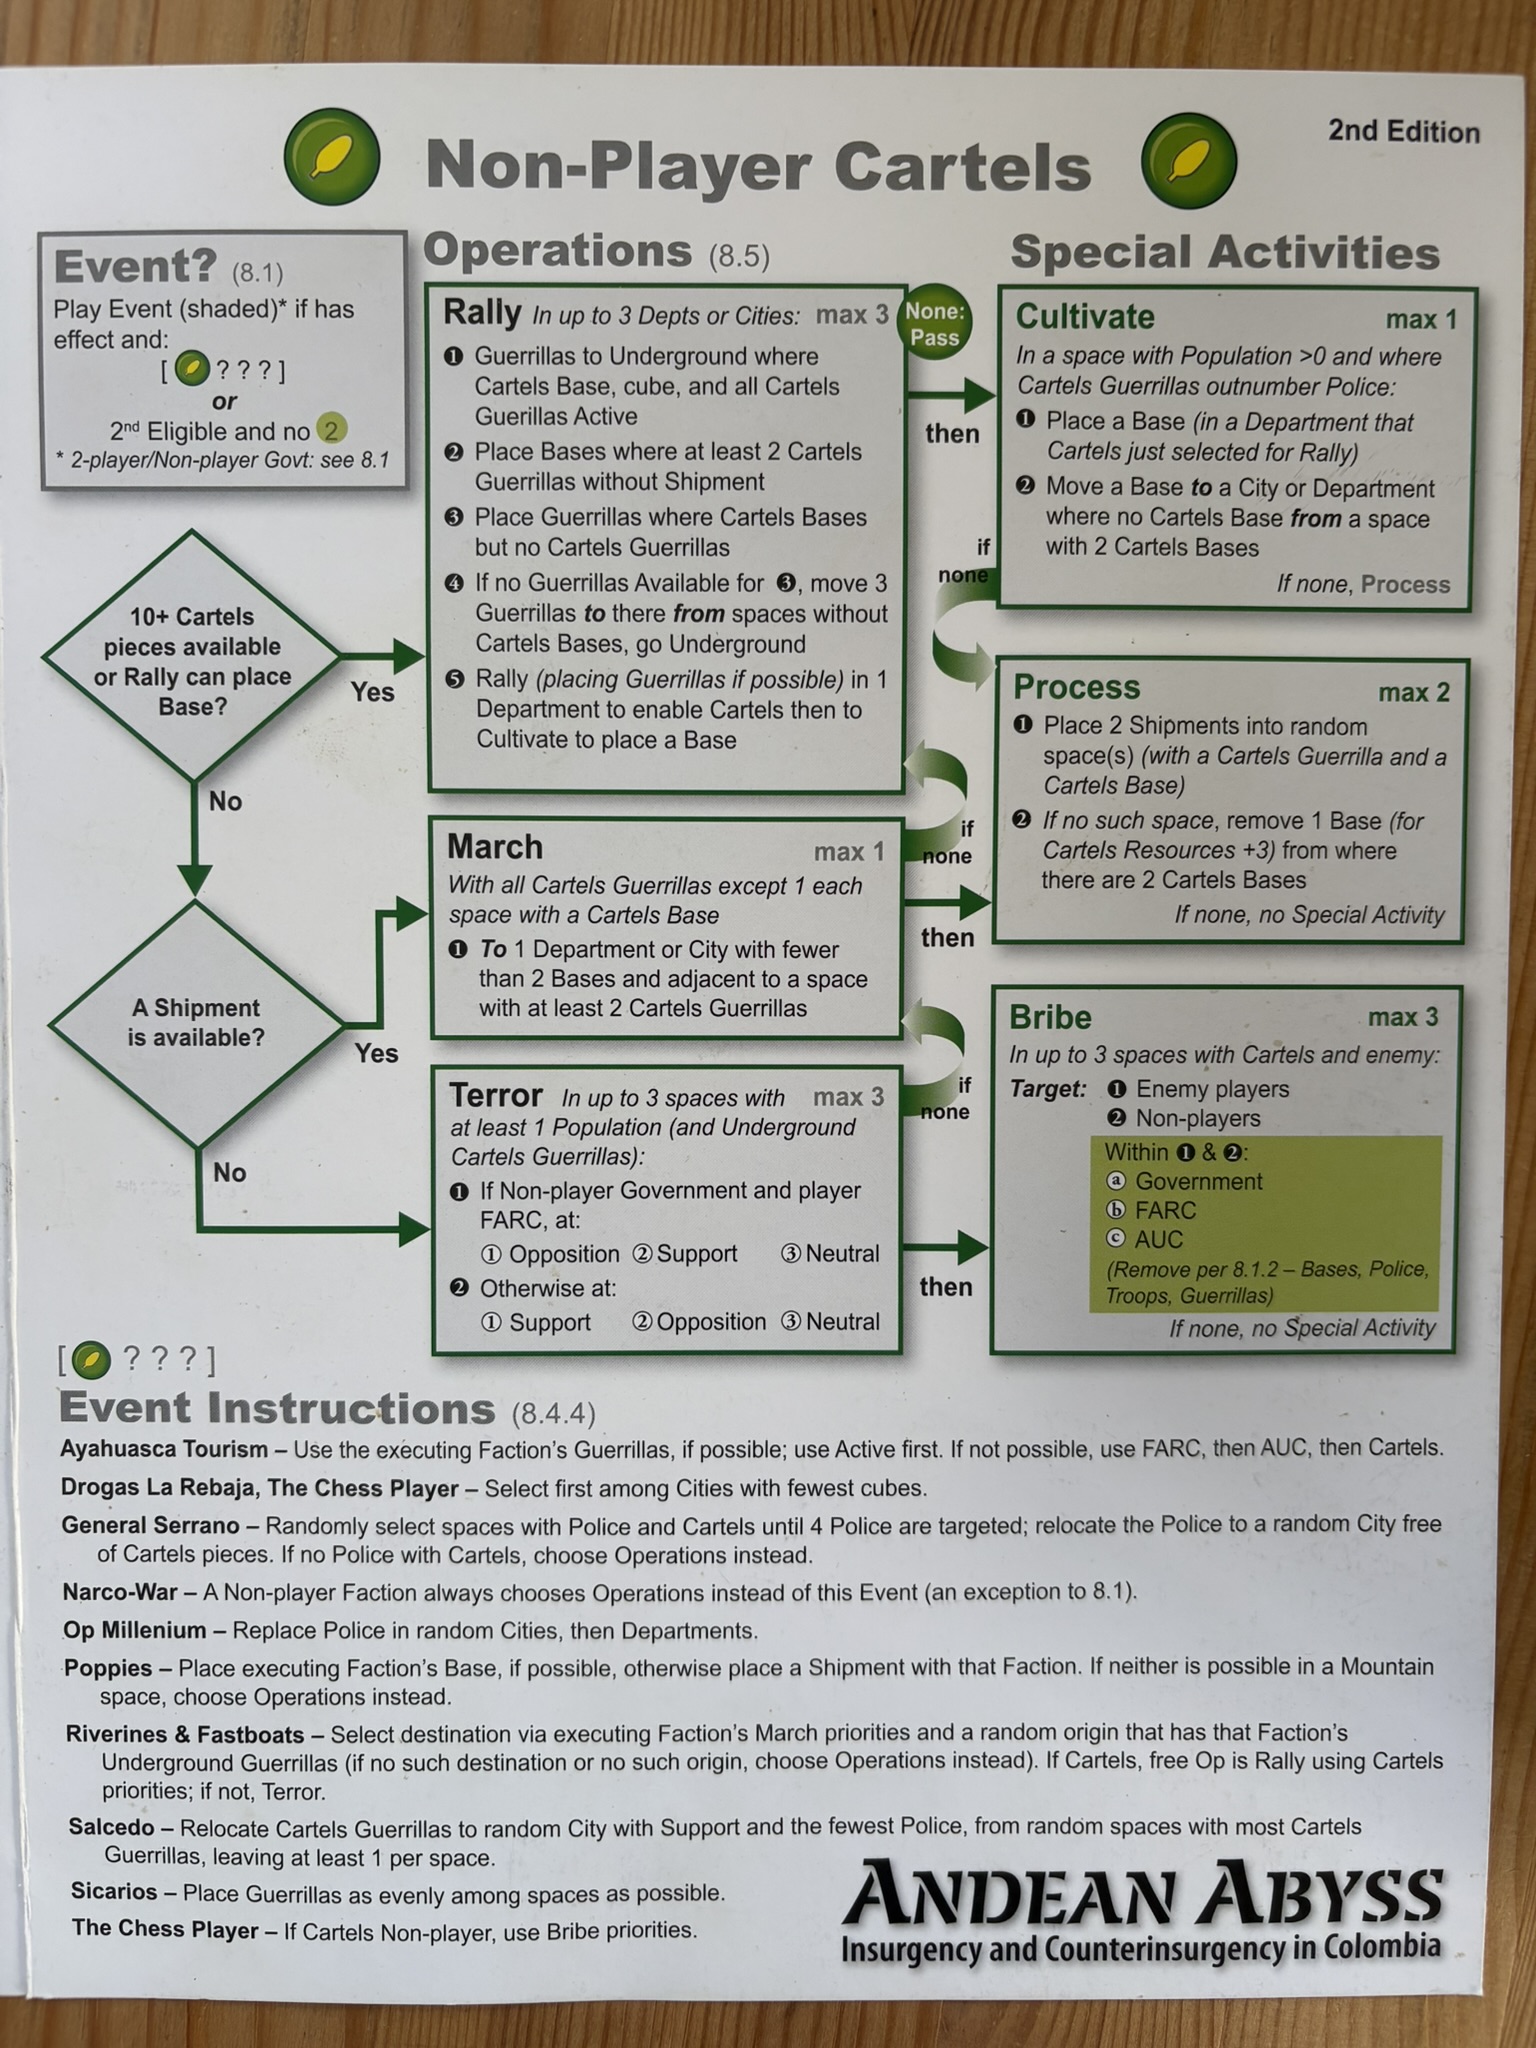 2nd Edition
Non-Player Cartels
Event? (8.1)
Play Event (shaded)* if has
effect and:
[ ? ? ? ]
or
2nd Eligible and no 2
* 2-player/Non-player Govt: see 8.1
10+ Cartels
pieces available
or Rally can place
Base?
Yes
No
A Shipment
is available?
Yes
No
Operations (8.5)
Rally In up to 3 Depts or Cities: max 3
❶ Guerrillas to Underground where
Cartels Base, cube, and all Cartels
Guerillas Active
❷ Place Bases where at least 2 Cartels
Guerrillas without Shipment
❸ Place Guerrillas where Cartels Bases
but no Cartels Guerrillas
❹ If no Guerrillas Available for ❸, move 3
Guerrillas to there from spaces without
Cartels Bases, go Underground
❺ Rally (placing Guerrillas if possible) in 1
Department to enable Cartels then to
Cultivate to place a Base
None:
Pass
then
if
none
March max 1
With all Cartels Guerrillas except 1 each
space with a Cartels Base
❶ To 1 Department or City with fewer
than 2 Bases and adjacent to a space
with at least 2 Cartels Guerrillas
if
none
then
Terror In up to 3 spaces with max 3
at least 1 Population (and Underground
Cartels Guerrillas):
❶ If Non-player Government and player
FARC, at:
① Opposition ② Support ③ Neutral
❷ Otherwise at:
① Support ② Opposition ③ Neutral
if
none
then
Special Activities
Cultivate max 1
In a space with Population >0 and where
Cartels Guerrillas outnumber Police:
❶ Place a Base (in a Department that
Cartels just selected for Rally)
❷ Move a Base to a City or Department
where no Cartels Base from a space
with 2 Cartels Bases
If none, Process
Process max 2
❶ Place 2 Shipments into random
space(s) (with a Cartels Guerrilla and a
Cartels Base)
❷ If no such space, remove 1 Base (for
Cartels Resources +3) from where
there are 2 Cartels Bases
If none, no Special Activity
Bribe max 3
In up to 3 spaces with Cartels and enemy:
Target: ❶ Enemy players
❷ Non-players
Within ❶ & ❷:
ⓐ Government
ⓑ FARC
ⓒ AUC
(Remove per 8.1.2 – Bases, Police,
Troops, Guerrillas)
If none, no Special Activity
[ ? ? ? ]
Event Instructions (8.4.4)
Ayahuasca Tourism – Use the executing Faction's Guerrillas, if possible; use Active first. If not possible, use FARC, then AUC, then Cartels.
Drogas La Rebaja, The Chess Player – Select first among Cities with fewest cubes.
General Serrano – Randomly select spaces with Police and Cartels until 4 Police are targeted; relocate the Police to a random City free
of Cartels pieces. If no Police with Cartels, choose Operations instead.
Narco-War – A Non-player Faction always chooses Operations instead of this Event (an exception to 8.1).
Op Millenium – Replace Police in random Cities, then Departments.
Poppies – Place executing Faction's Base, if possible, otherwise place a Shipment with that Faction. If neither is possible in a Mountain
space, choose Operations instead.
Riverines & Fastboats – Select destination via executing Faction's March priorities and a random origin that has that Faction's
Underground Guerrillas (if no such destination or no such origin, choose Operations instead). If Cartels, free Op is Rally using Cartels
priorities; if not, Terror.
Salcedo – Relocate Cartels Guerrillas to random City with Support and the fewest Police, from random spaces with most Cartels
Guerrillas, leaving at least 1 per space.
Sicarios – Place Guerrillas as evenly among spaces as possible.
The Chess Player – If Cartels Non-player, use Bribe priorities.
ANDEAN ABYSS
Insurgency and Counterinsurgency in Colombia